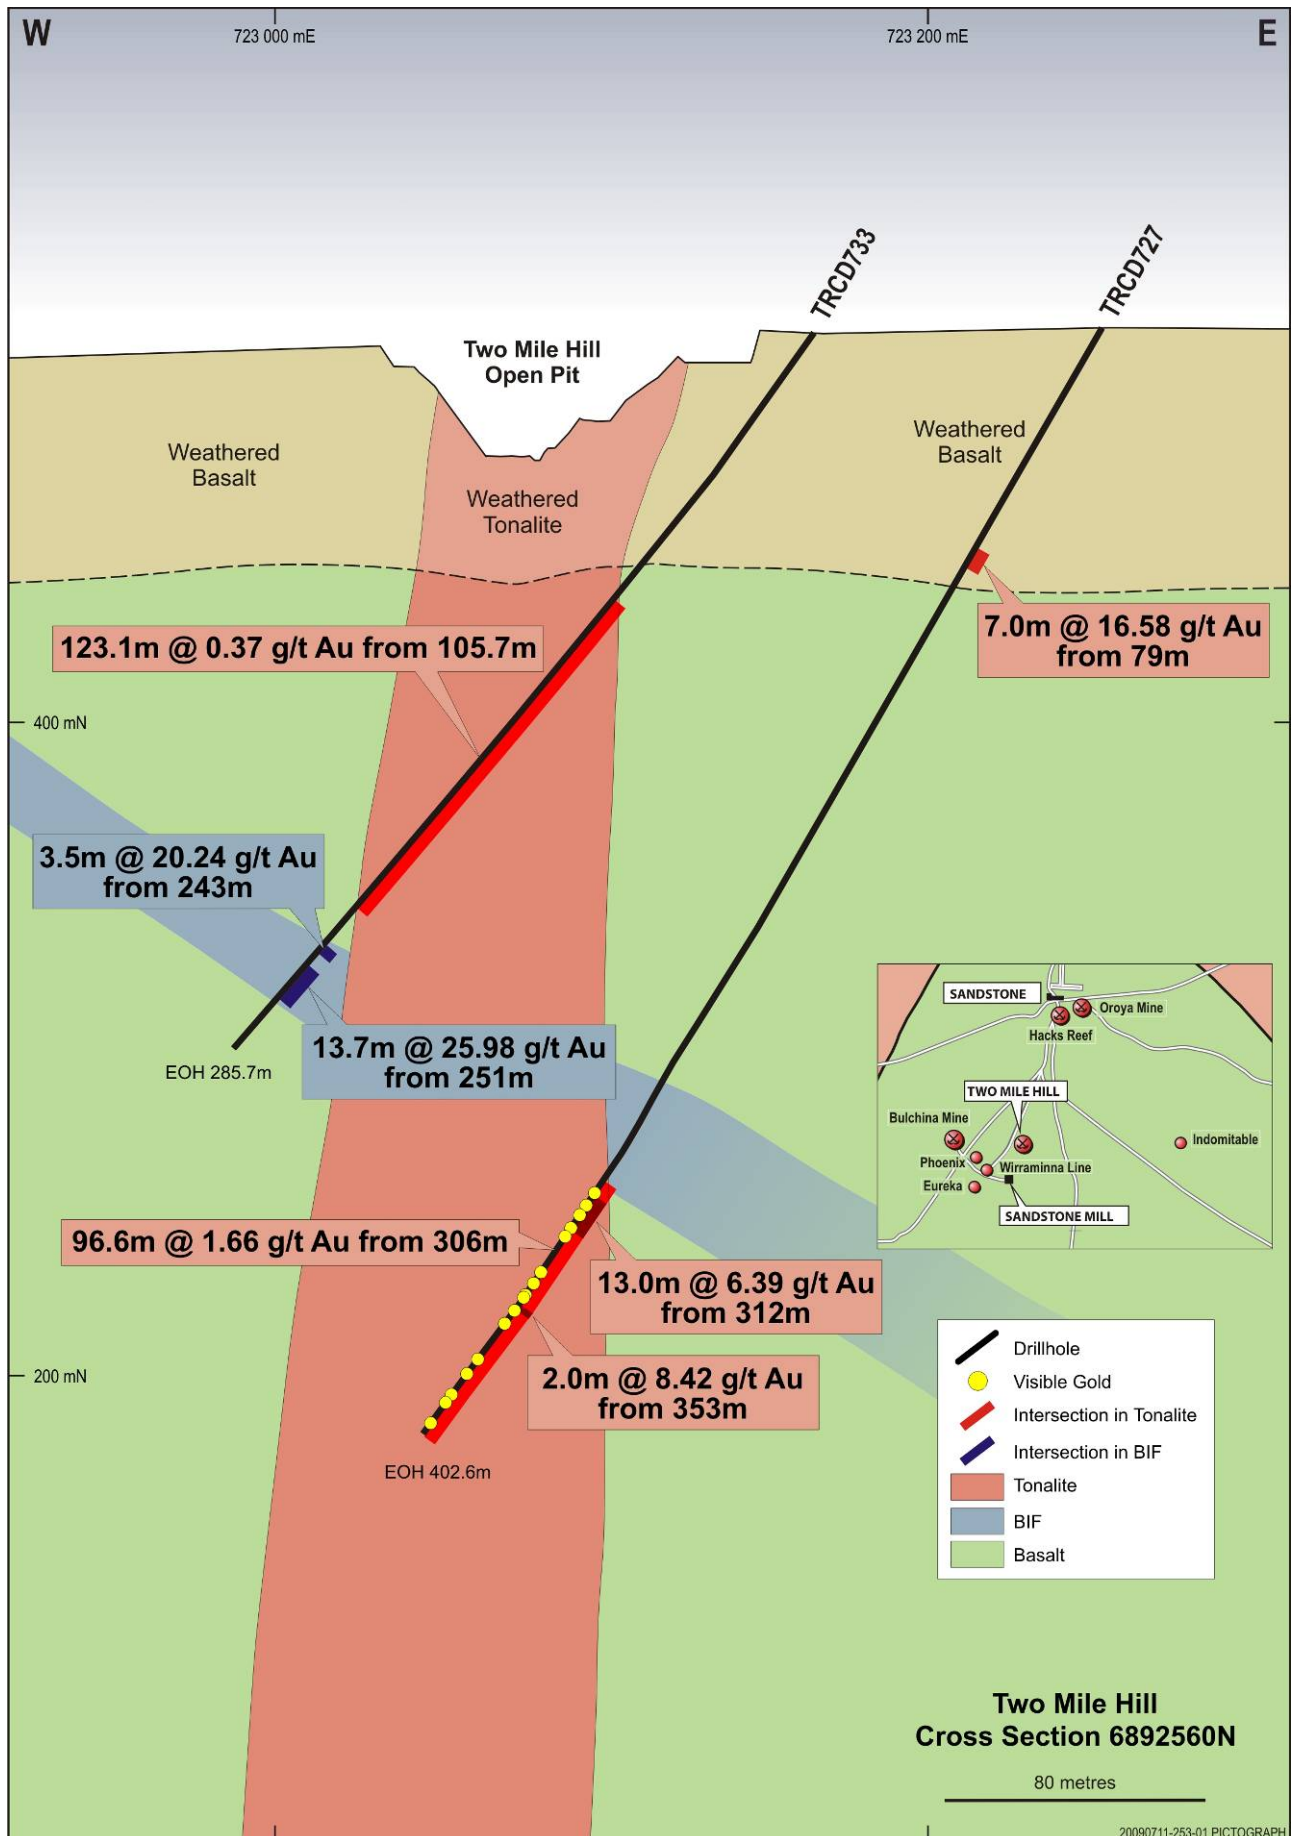 W
723 000 mE
723 200 mE
E
TRCD733
TRCD727
Two Mile Hill
Open Pit
Weathered
Basalt
Weathered
Basalt
Weathered
Tonalite
123.1m @ 0.37 g/t Au from 105.7m
7.0m @ 16.58 g/t Au
from 79m
400 mN
3.5m @ 20.24 g/t Au
from 243m
13.7m @ 25.98 g/t Au
from 251m
EOH 285.7m
SANDSTONE
Oroya Mine
Hacks Reef
TWO MILE HILL
Bulchina Mine
Indomitable
Phoenix
Wirraminna Line
Eureka
SANDSTONE MILL
96.6m @ 1.66 g/t Au from 306m
13.0m @ 6.39 g/t Au
from 312m
200 mN
2.0m @ 8.42 g/t Au
from 353m
EOH 402.6m
Drillhole
Visible Gold
Intersection in Tonalite
Intersection in BIF
Tonalite
BIF
Basalt
Two Mile Hill
Cross Section 6892560N
80 metres
20090711-253-01 PICTOGRAPH